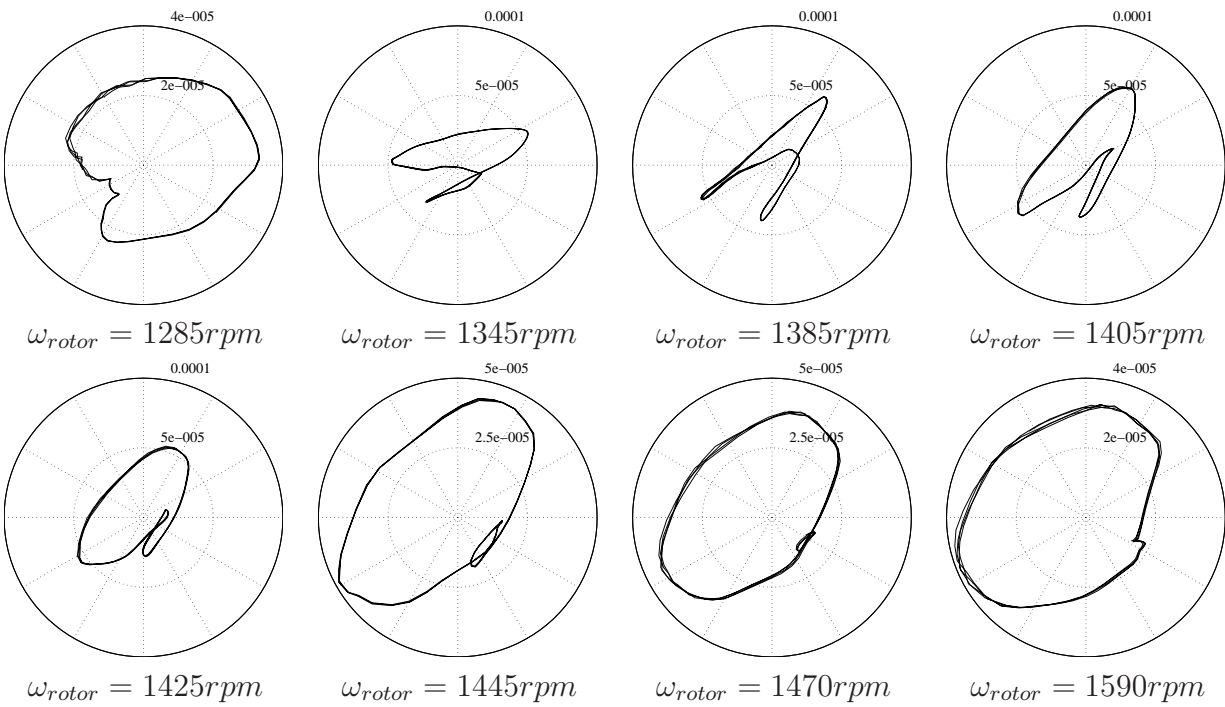 4e−005
2e−005
0.0001
5e−005
0.0001
5e−005
0.0001
5e−005
ω_rotor = 1285rpm
ω_rotor = 1345rpm
ω_rotor = 1385rpm
ω_rotor = 1405rpm
0.0001
5e−005
5e−005
2.5e−005
5e−005
2.5e−005
4e−005
2e−005
ω_rotor = 1425rpm
ω_rotor = 1445rpm
ω_rotor = 1470rpm
ω_rotor = 1590rpm